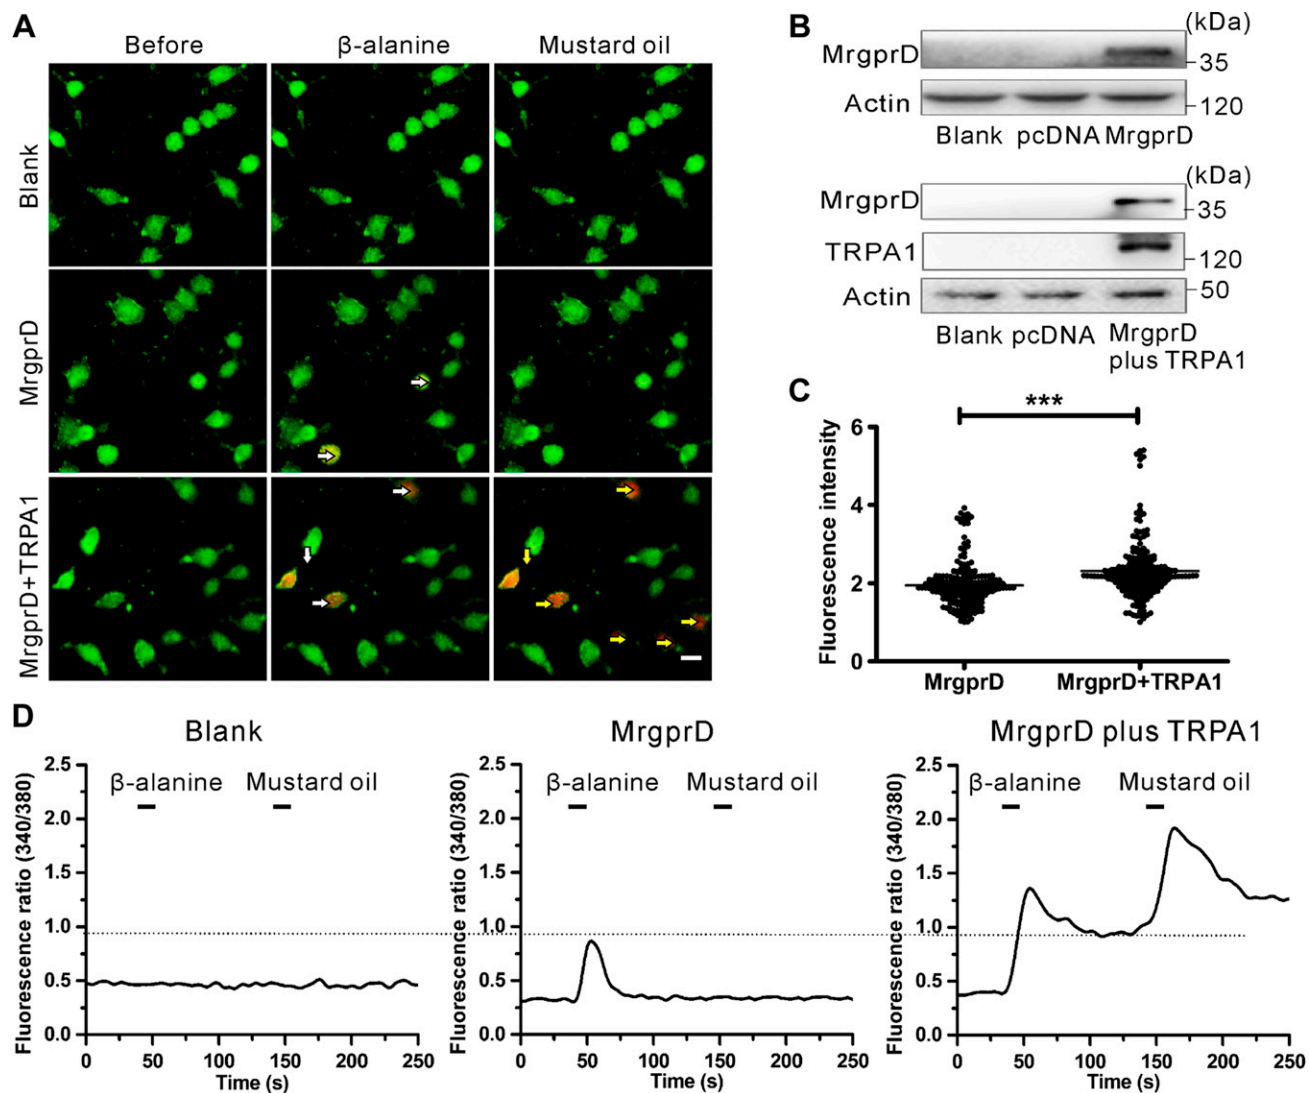 A
Before β-alanine Mustard oil
Blank
MrgprD
MrgprD+TRPA1
B
(kDa)
MrgprD
35
Actin
120
Blank pcDNA MrgprD
(kDa)
MrgprD
35
TRPA1
120
Actin
50
Blank pcDNA MrgprD
plus TRPA1
C
***
Fluorescence intensity
6
4
2
0
MrgprD MrgprD+TRPA1
D
Blank
Fluorescence ratio (340/380)
2.5
2.0
1.5
1.0
0.5
0.0
β-alanine Mustard oil
0 50 100 150 200 250
Time (s)
MrgprD
Fluorescence ratio (340/380)
2.5
2.0
1.5
1.0
0.5
0.0
β-alanine Mustard oil
0 50 100 150 200 250
Time (s)
MrgprD plus TRPA1
Fluorescence ratio (340/380)
2.5
2.0
1.5
1.0
0.5
0.0
β-alanine Mustard oil
0 50 100 150 200 250
Time (s)